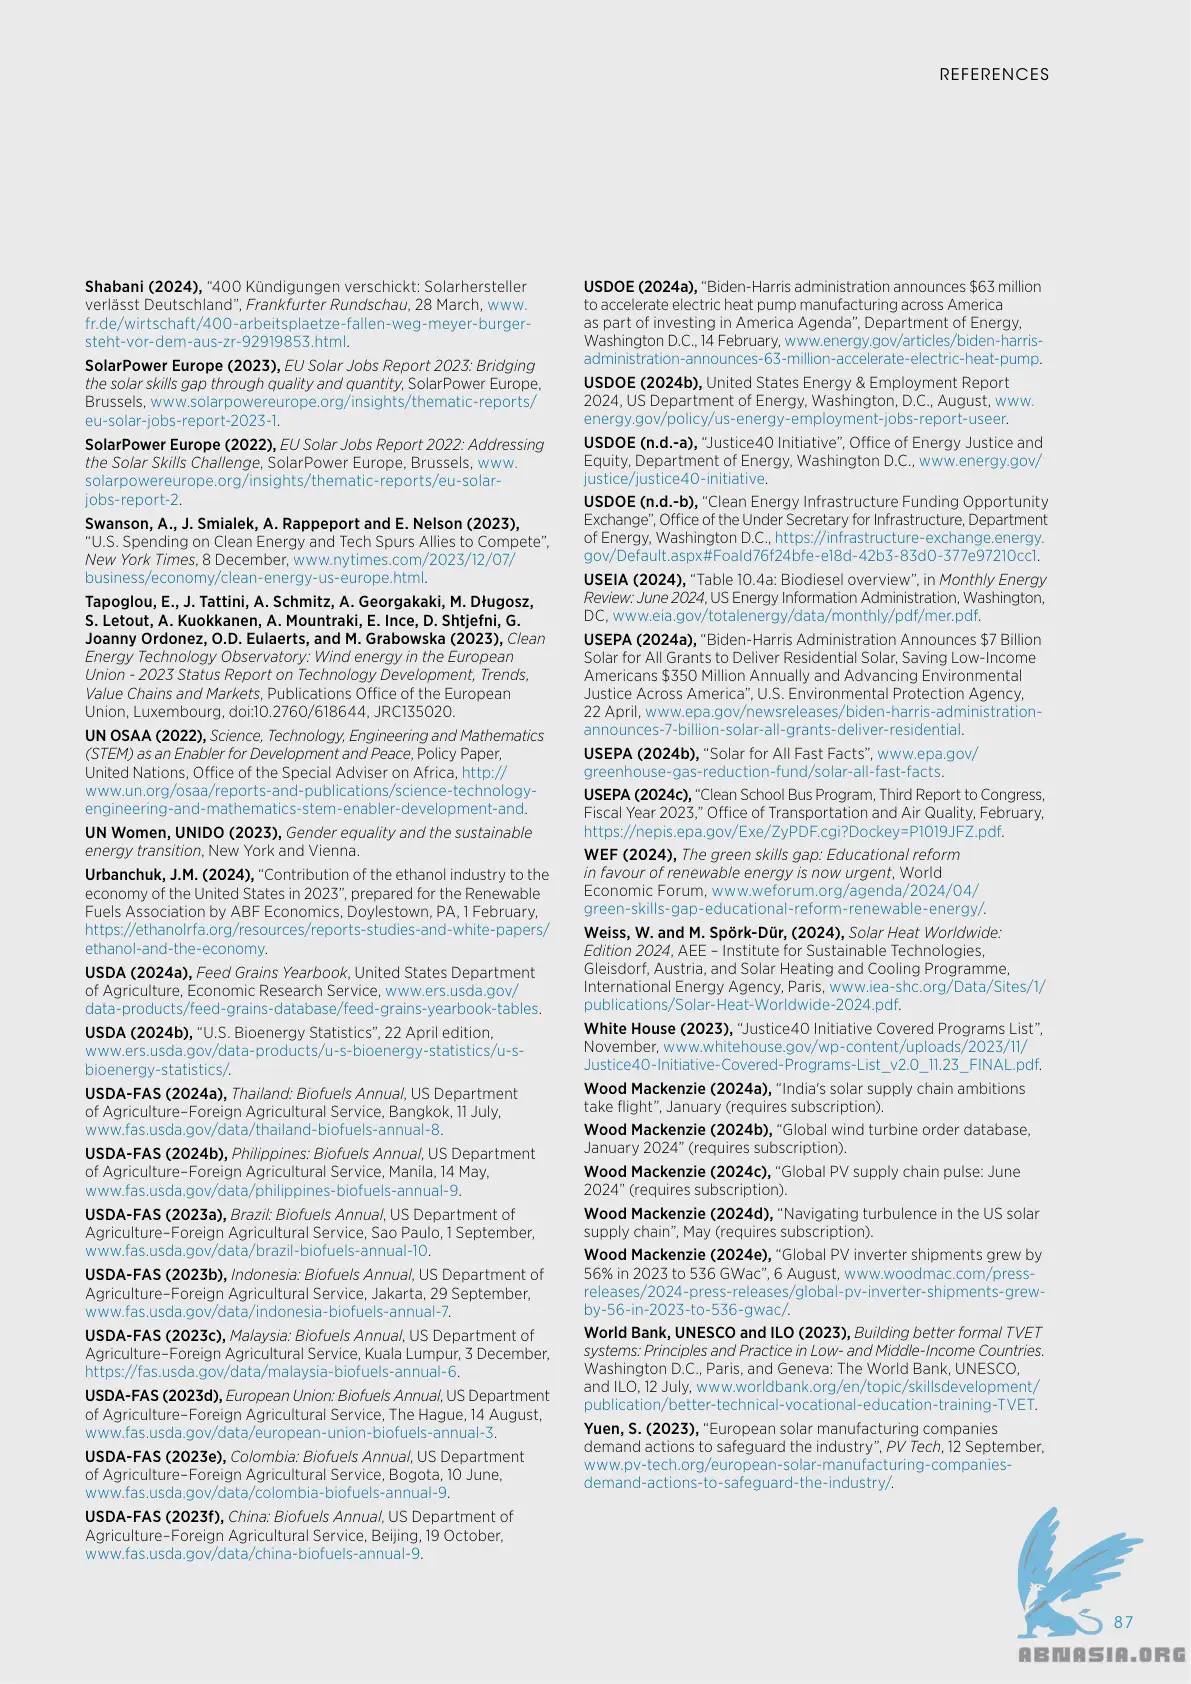 REFERENCES
Shabani (2024), “400 Kündigungen verschickt: Solarhersteller
verlässt Deutschland”, Frankfurter Rundschau, 28 March, www.
fr.de/wirtschaft/400-arbeitsplaetze-fallen-weg-meyer-burger-
steht-vor-dem-aus-zr-92919853.html.
SolarPower Europe (2023), EU Solar Jobs Report 2023: Bridging
the solar skills gap through quality and quantity, SolarPower Europe,
Brussels, www.solarpowereurope.org/insights/thematic-reports/
eu-solar-jobs-report-2023-1.
SolarPower Europe (2022), EU Solar Jobs Report 2022: Addressing
the Solar Skills Challenge, SolarPower Europe, Brussels, www.
solarpowereurope.org/insights/thematic-reports/eu-solar-
jobs-report-2.
Swanson, A., J. Smialek, A. Rappeport and E. Nelson (2023),
“U.S. Spending on Clean Energy and Tech Spurs Allies to Compete”,
New York Times, 8 December, www.nytimes.com/2023/12/07/
business/economy/clean-energy-us-europe.html.
Tapoglou, E., J. Tattini, A. Schmitz, A. Georgakaki, M. Długosz,
S. Letout, A. Kuokkanen, A. Mountraki, E. Ince, D. Shtjefni, G.
Joanny Ordonez, O.D. Eulaerts, and M. Grabowska (2023), Clean
Energy Technology Observatory: Wind energy in the European
Union - 2023 Status Report on Technology Development, Trends,
Value Chains and Markets, Publications Office of the European
Union, Luxembourg, doi:10.2760/618644, JRC135020.
UN OSAA (2022), Science, Technology, Engineering and Mathematics
(STEM) as an Enabler for Development and Peace, Policy Paper,
United Nations, Office of the Special Adviser on Africa, http://
www.un.org/osaa/reports-and-publications/science-technology-
engineering-and-mathematics-stem-enabler-development-and.
UN Women, UNIDO (2023), Gender equality and the sustainable
energy transition, New York and Vienna.
Urbanchuk, J.M. (2024), “Contribution of the ethanol industry to the
economy of the United States in 2023”, prepared for the Renewable
Fuels Association by ABF Economics, Doylestown, PA, 1 February,
https://ethanolrfa.org/resources/reports-studies-and-white-papers/
ethanol-and-the-economy.
USDA (2024a), Feed Grains Yearbook, United States Department
of Agriculture, Economic Research Service, www.ers.usda.gov/
data-products/feed-grains-database/feed-grains-yearbook-tables.
USDA (2024b), “U.S. Bioenergy Statistics”, 22 April edition,
www.ers.usda.gov/data-products/u-s-bioenergy-statistics/u-s-
bioenergy-statistics/.
USDA-FAS (2024a), Thailand: Biofuels Annual, US Department
of Agriculture–Foreign Agricultural Service, Bangkok, 11 July,
www.fas.usda.gov/data/thailand-biofuels-annual-8.
USDA-FAS (2024b), Philippines: Biofuels Annual, US Department
of Agriculture–Foreign Agricultural Service, Manila, 14 May,
www.fas.usda.gov/data/philippines-biofuels-annual-9.
USDA-FAS (2023a), Brazil: Biofuels Annual, US Department of
Agriculture–Foreign Agricultural Service, Sao Paulo, 1 September,
www.fas.usda.gov/data/brazil-biofuels-annual-10.
USDA-FAS (2023b), Indonesia: Biofuels Annual, US Department of
Agriculture–Foreign Agricultural Service, Jakarta, 29 September,
www.fas.usda.gov/data/indonesia-biofuels-annual-7.
USDA-FAS (2023c), Malaysia: Biofuels Annual, US Department of
Agriculture–Foreign Agricultural Service, Kuala Lumpur, 3 December,
https://fas.usda.gov/data/malaysia-biofuels-annual-6.
USDA-FAS (2023d), European Union: Biofuels Annual, US Department
of Agriculture–Foreign Agricultural Service, The Hague, 14 August,
www.fas.usda.gov/data/european-union-biofuels-annual-3.
USDA-FAS (2023e), Colombia: Biofuels Annual, US Department
of Agriculture–Foreign Agricultural Service, Bogota, 10 June,
www.fas.usda.gov/data/colombia-biofuels-annual-9.
USDA-FAS (2023f), China: Biofuels Annual, US Department of
Agriculture–Foreign Agricultural Service, Beijing, 19 October,
www.fas.usda.gov/data/china-biofuels-annual-9.
USDOE (2024a), “Biden-Harris administration announces $63 million
to accelerate electric heat pump manufacturing across America
as part of investing in America Agenda”, Department of Energy,
Washington D.C., 14 February, www.energy.gov/articles/biden-harris-
administration-announces-63-million-accelerate-electric-heat-pump.
USDOE (2024b), United States Energy & Employment Report
2024, US Department of Energy, Washington, D.C., August, www.
energy.gov/policy/us-energy-employment-jobs-report-useer.
USDOE (n.d.-a), “Justice40 Initiative”, Office of Energy Justice and
Equity, Department of Energy, Washington D.C., www.energy.gov/
justice/justice40-initiative.
USDOE (n.d.-b), “Clean Energy Infrastructure Funding Opportunity
Exchange”, Office of the Under Secretary for Infrastructure, Department
of Energy, Washington D.C., https://infrastructure-exchange.energy.
gov/Default.aspx#FoaId76f24bfe-e18d-42b3-83d0-377e97210cc1.
USEIA (2024), “Table 10.4a: Biodiesel overview”, in Monthly Energy
Review: June 2024, US Energy Information Administration, Washington,
DC, www.eia.gov/totalenergy/data/monthly/pdf/mer.pdf.
USEPA (2024a), “Biden-Harris Administration Announces $7 Billion
Solar for All Grants to Deliver Residential Solar, Saving Low-Income
Americans $350 Million Annually and Advancing Environmental
Justice Across America”, U.S. Environmental Protection Agency,
22 April, www.epa.gov/newsreleases/biden-harris-administration-
announces-7-billion-solar-all-grants-deliver-residential.
USEPA (2024b), “Solar for All Fast Facts”, www.epa.gov/
greenhouse-gas-reduction-fund/solar-all-fast-facts.
USEPA (2024c), “Clean School Bus Program, Third Report to Congress,
Fiscal Year 2023,” Office of Transportation and Air Quality, February,
https://nepis.epa.gov/Exe/ZyPDF.cgi?Dockey=P1019JFZ.pdf.
WEF (2024), The green skills gap: Educational reform
in favour of renewable energy is now urgent, World
Economic Forum, www.weforum.org/agenda/2024/04/
green-skills-gap-educational-reform-renewable-energy/.
Weiss, W. and M. Spörk-Dür, (2024), Solar Heat Worldwide:
Edition 2024, AEE – Institute for Sustainable Technologies,
Gleisdorf, Austria, and Solar Heating and Cooling Programme,
International Energy Agency, Paris, www.iea-shc.org/Data/Sites/1/
publications/Solar-Heat-Worldwide-2024.pdf.
White House (2023), “Justice40 Initiative Covered Programs List”,
November, www.whitehouse.gov/wp-content/uploads/2023/11/
Justice40-Initiative-Covered-Programs-List_v2.0_11.23_FINAL.pdf.
Wood Mackenzie (2024a), “India's solar supply chain ambitions
take flight”, January (requires subscription).
Wood Mackenzie (2024b), “Global wind turbine order database,
January 2024” (requires subscription).
Wood Mackenzie (2024c), “Global PV supply chain pulse: June
2024” (requires subscription).
Wood Mackenzie (2024d), “Navigating turbulence in the US solar
supply chain”, May (requires subscription).
Wood Mackenzie (2024e), “Global PV inverter shipments grew by
56% in 2023 to 536 GWac”, 6 August, www.woodmac.com/press-
releases/2024-press-releases/global-pv-inverter-shipments-grew-
by-56-in-2023-to-536-gwac/.
World Bank, UNESCO and ILO (2023), Building better formal TVET
systems: Principles and Practice in Low- and Middle-Income Countries.
Washington D.C., Paris, and Geneva: The World Bank, UNESCO,
and ILO, 12 July, www.worldbank.org/en/topic/skillsdevelopment/
publication/better-technical-vocational-education-training-TVET.
Yuen, S. (2023), “European solar manufacturing companies
demand actions to safeguard the industry”, PV Tech, 12 September,
www.pv-tech.org/european-solar-manufacturing-companies-
demand-actions-to-safeguard-the-industry/.
87
ABNASIA.ORG